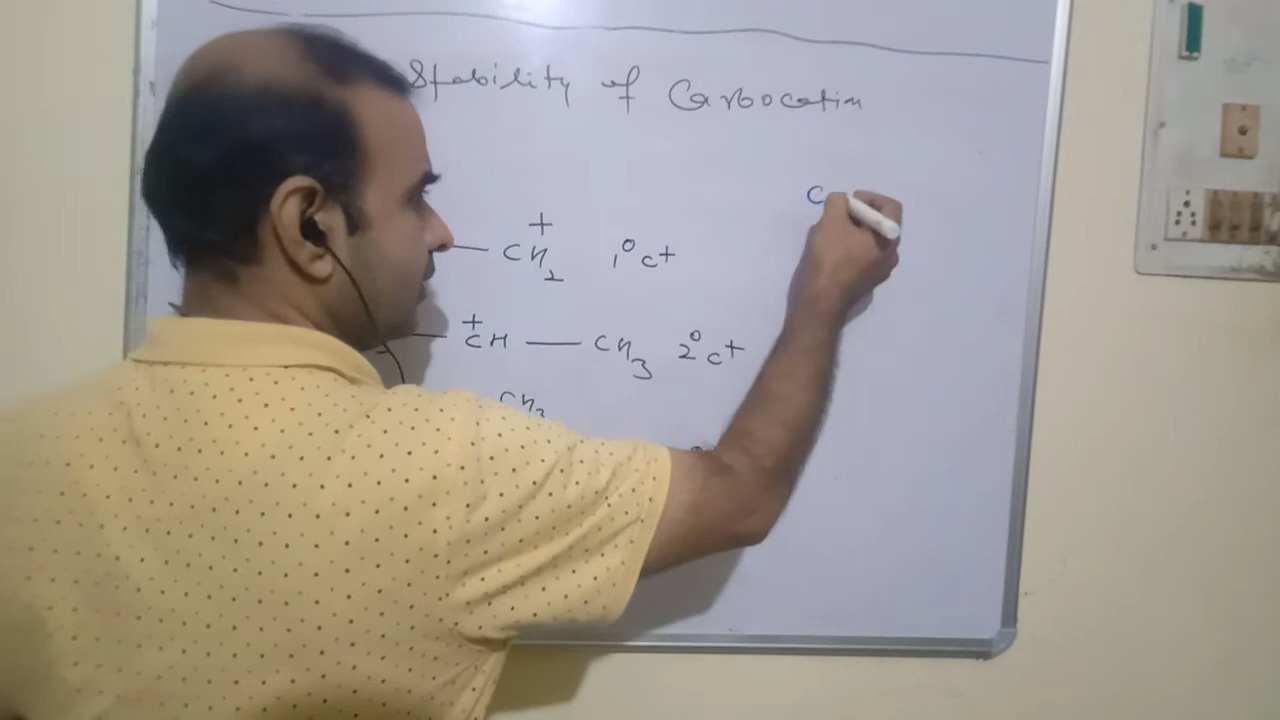 Stability of Carbocation
C
— CH2+ 1° C+
— +CH — CH3 2° C+
CH3